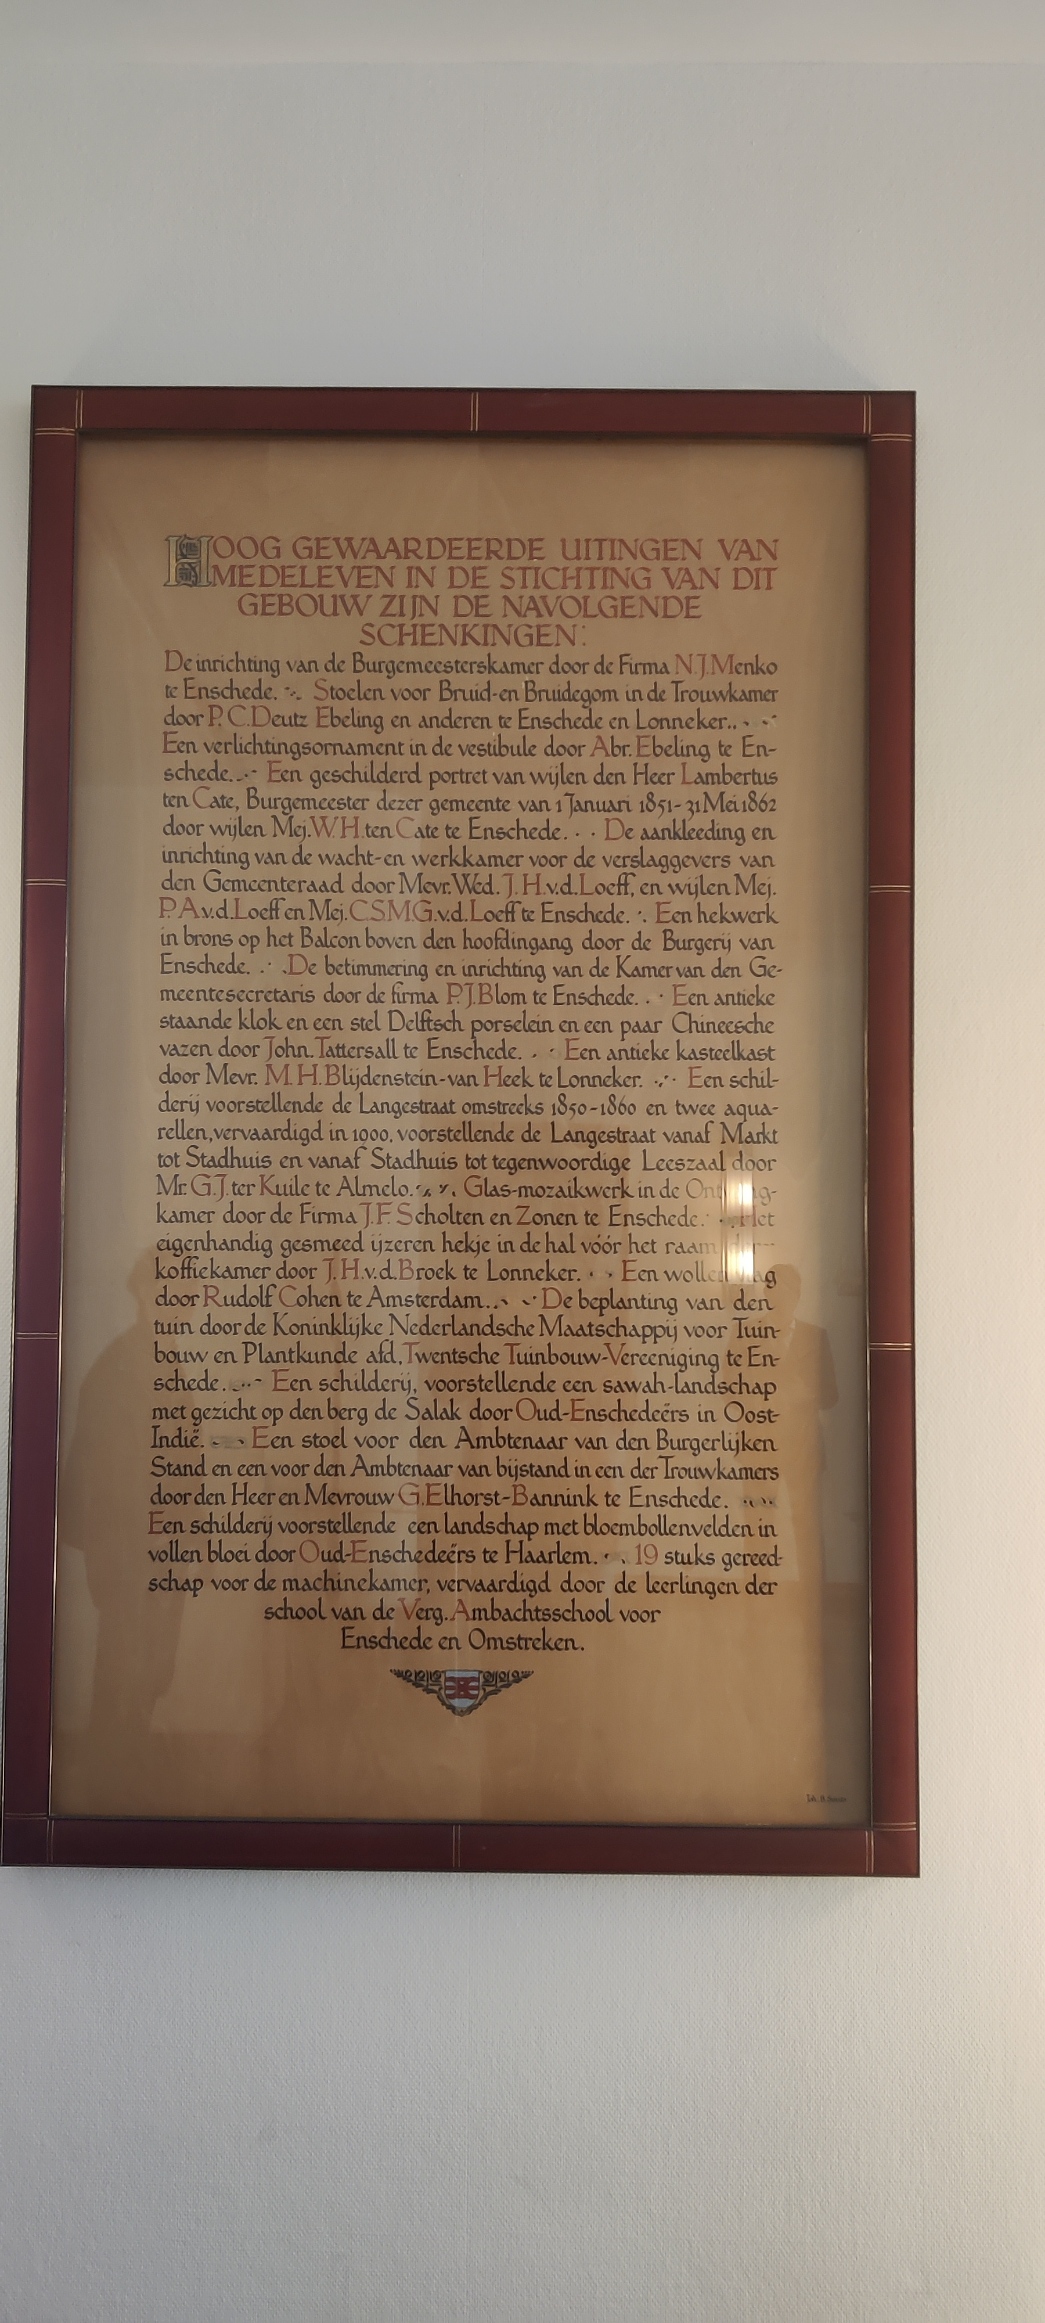 HOOG GEWAARDEERDE UITINGEN VAN
MEDELEVEN IN DE STICHTING VAN DIT
GEBOUW ZIJN DE NAVOLGENDE
SCHENKINGEN:
De inrichting van de Burgemeesterskamer door de Firma N.J.Menko
te Enschede. Stoelen voor Bruid-en Bruidegom in de Trouwkamer
door P.C.Deutz Ebeling en anderen te Enschede en Lonneker.
Een verlichtingsornament in de vestibule door Abr. Ebeling te En-
schede. Een geschilderd portret van wijlen den Heer Lambertus
ten Cate, Burgemeester dezer gemeente van 1 Januari 1851-31 Mei 1862
door wijlen Mej.W.H.ten Cate te Enschede. De aankleeding en
inrichting van de wacht-en werkkamer voor de verslaggevers van
den Gemeenteraad door Mevr.Wed. J.H.v.d.Loeff, en wijlen Mej.
P.A.v.d.Loeff en Mej.C.S.M.G.v.d.Loeff te Enschede. Een hekwerk
in brons op het Balcon boven den hoofdingang door de Burgerij van
Enschede. De betimmering en inrichting van de Kamer van den Ge-
meentesecretaris door de firma P.J.Blom te Enschede. Een antieke
staande klok en een stel Delftsch porselein en een paar Chineesche
vazen door John.Tattersall te Enschede. Een antieke kasteelkast
door Mevr. M.H.Blijdenstein-van Heek te Lonneker. Een schil-
derij voorstellende de Langestraat omstreeks 1850-1860 en twee aqua-
rellen, vervaardigd in 1900, voorstellende de Langestraat vanaf Markt
tot Stadhuis en vanaf Stadhuis tot tegenwoordige Leeszaal door
Mr.G.J.ter Kuile te Almelo. Glas-mozaikwerk in de
kamer door de Firma J.F.Scholten en Zonen te Enschede. Het
eigenhandig gesmeed ijzeren hekje in de hal vóór het raam der
koffiekamer door J.H.v.d.Broek te Lonneker. Een
door Rudolf Cohen te Amsterdam. De beplanting van den
tuin door de Koninklijke Nederlandsche Maatschappij voor Tuin-
bouw en Plantkunde afd. Twentsche Tuinbouw-Vereeniging te En-
schede. Een schilderij, voorstellende een sawah-landschap
met gezicht op den berg de Salak door Oud-Enschedeërs in Oost-
Indië. Een stoel voor den Ambtenaar van den Burgerlijken
Stand en een voor den Ambtenaar van bijstand in een der Trouwkamers
door den Heer en Mevrouw G.Elhorst-Bannink te Enschede.
Een schilderij voorstellende een landschap met bloembollenvelden in
vollen bloei door Oud-Enschedeërs te Haarlem. 19 stuks gereed-
schap voor de machinekamer, vervaardigd door de leerlingen der
school van de Verg. Ambachtsschool voor
Enschede en Omstreken.